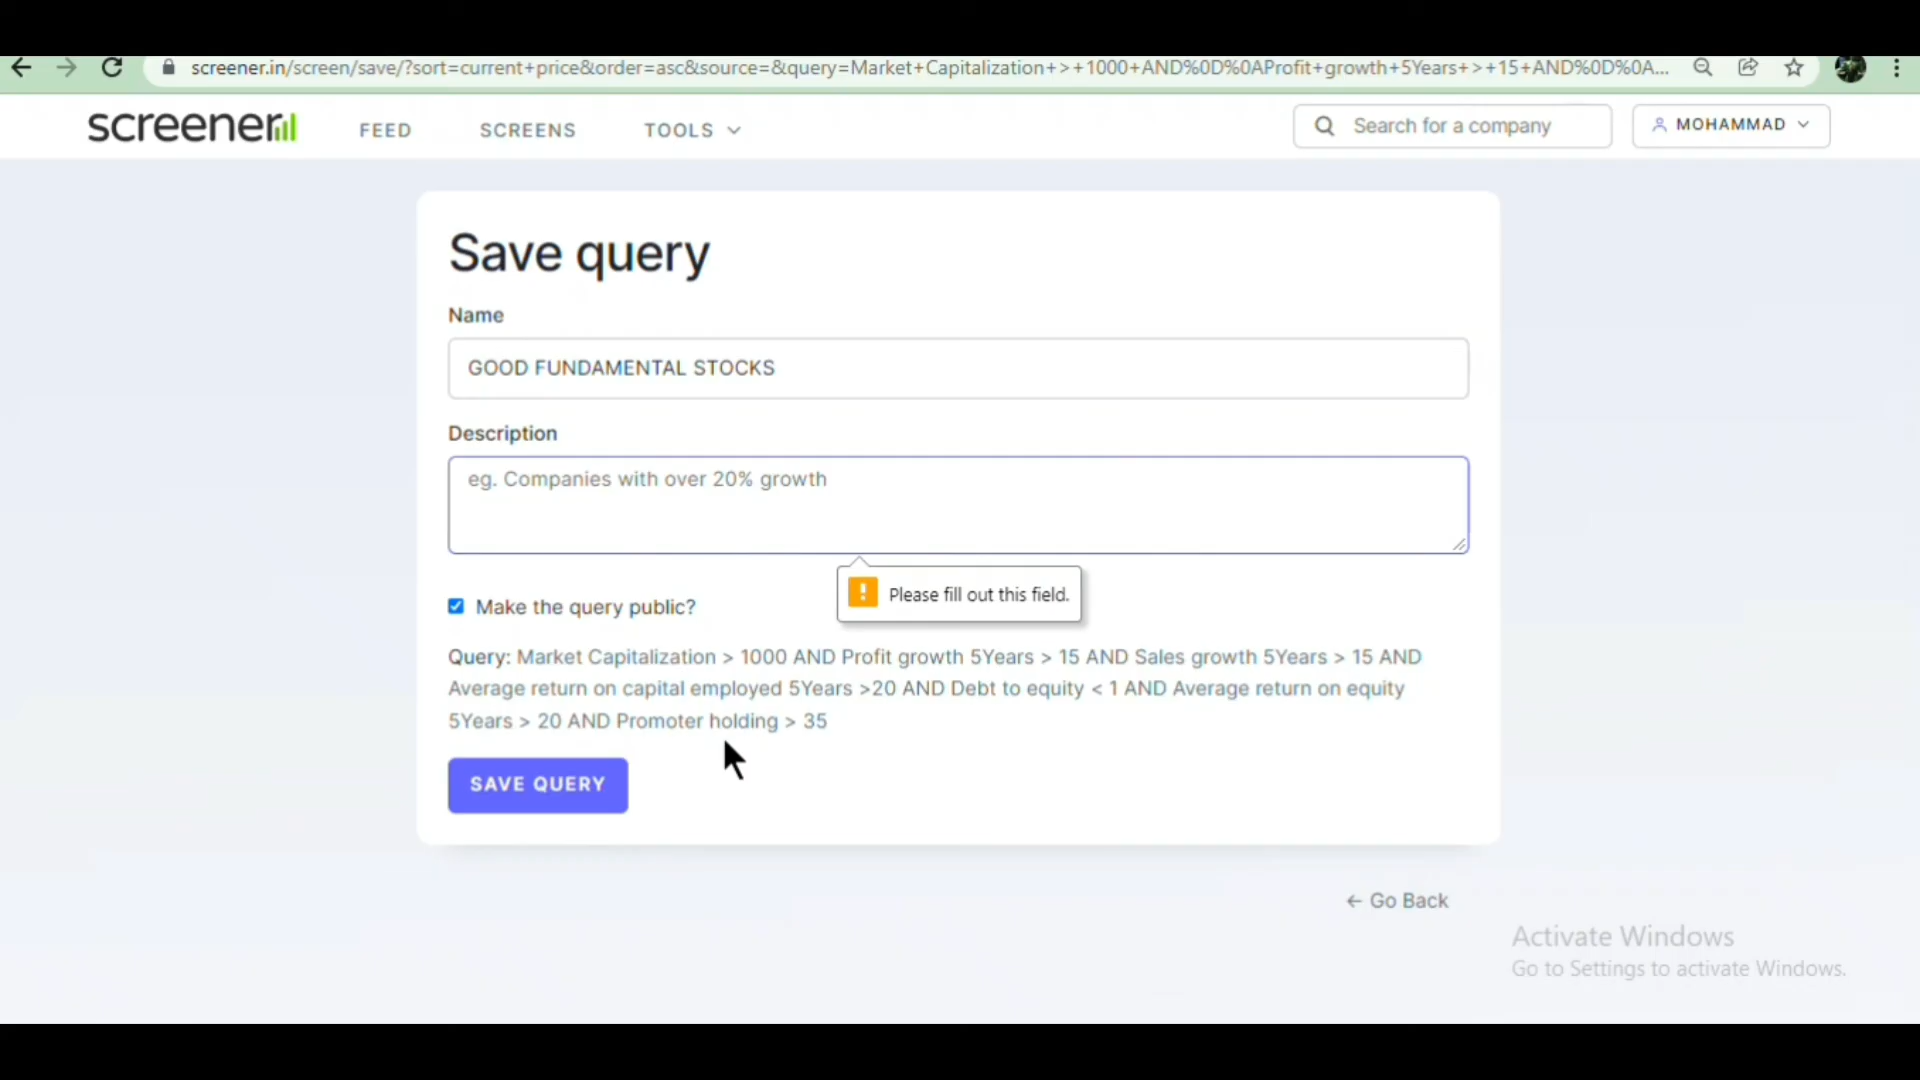 screener.in/screen/save/?sort=current+price&order=asc&source=&query=Market+Capitalization+>+1000+AND%0D%0AProfit+growth+5Years+>+15+AND%0D%0A...
screener
FEED
SCREENS
TOOLS
Search for a company
MOHAMMAD
Save query
Name
GOOD FUNDAMENTAL STOCKS
Description
eg. Companies with over 20% growth
Please fill out this field.
Make the query public?
Query: Market Capitalization > 1000 AND Profit growth 5Years > 15 AND Sales growth 5Years > 15 AND
Average return on capital employed 5Years >20 AND Debt to equity < 1 AND Average return on equity
5Years > 20 AND Promoter holding > 35
SAVE QUERY
← Go Back
Activate Windows
Go to Settings to activate Windows.